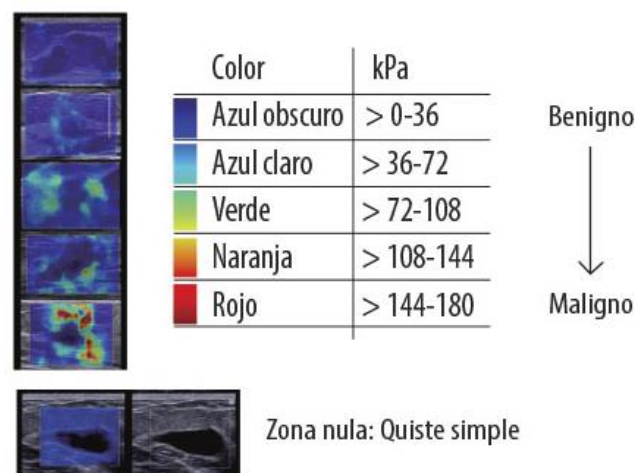 Color kPa
Azul obscuro > 0-36 Benigno
Azul claro > 36-72
Verde > 72-108
Naranja > 108-144
Rojo > 144-180 Maligno
Zona nula: Quiste simple